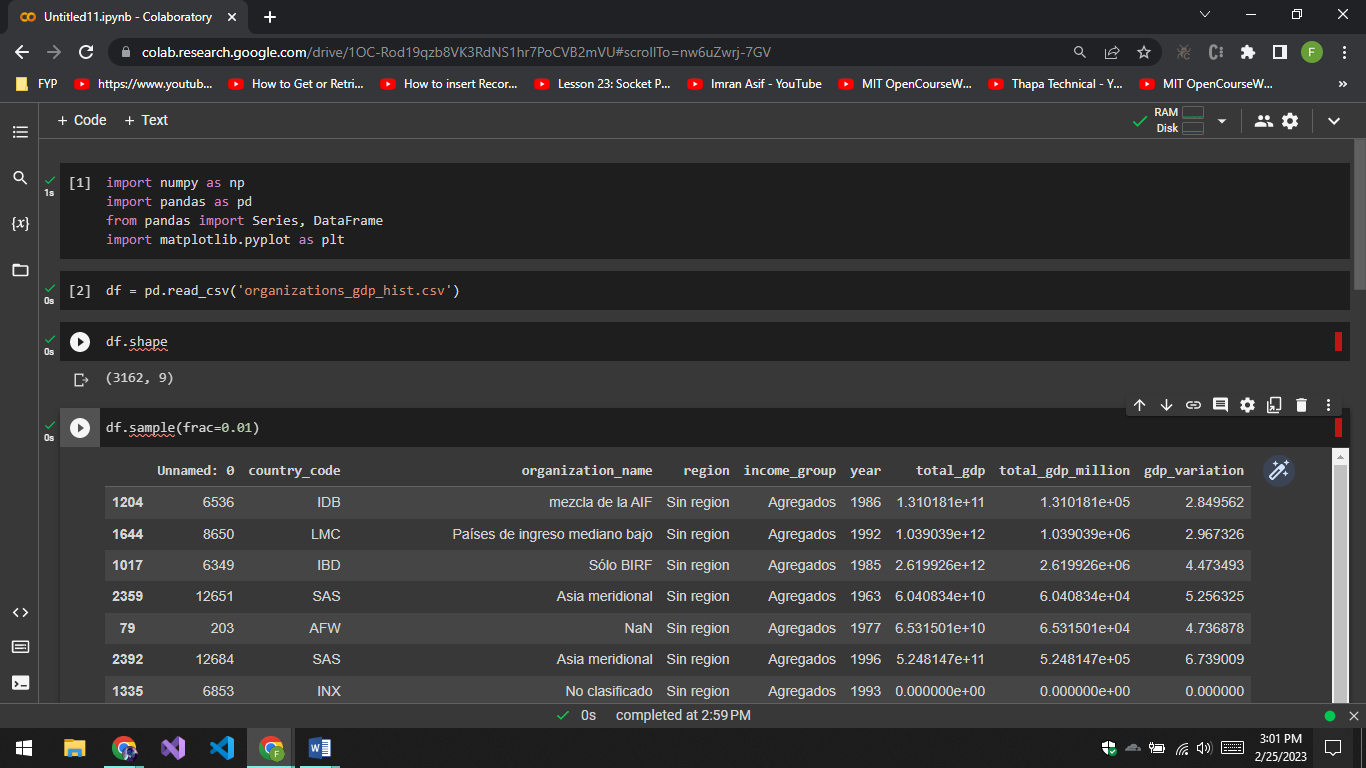 Untitled11.ipynb - Colaboratory
colab.research.google.com/drive/1OC-Rod19qzb8VK3RdNS1hr7PoCVB2mVU#scrollTo=nw6uZwrj-7GV
F
FYP https://www.youtub... How to Get or Retri... How to insert Recor... Lesson 23: Socket P... Imran Asif - YouTube MIT OpenCourseW... Thapa Technical - Y... MIT OpenCourseW... »
+ Code + Text
RAM
Disk
[1] import numpy as np
1s
import pandas as pd
from pandas import Series, DataFrame
import matplotlib.pyplot as plt
[2] df = pd.read_csv('organizations_gdp_hist.csv')
0s
df.shape
0s
(3162, 9)
df.sample(frac=0.01)
0s
Unnamed: 0 country_code organization_name region income_group year total_gdp total_gdp_million gdp_variation
1204 6536 IDB mezcla de la AIF Sin region Agregados 1986 1.310181e+11 1.310181e+05 2.849562
1644 8650 LMC Países de ingreso mediano bajo Sin region Agregados 1992 1.039039e+12 1.039039e+06 2.967326
1017 6349 IBD Sólo BIRF Sin region Agregados 1985 2.619926e+12 2.619926e+06 4.473493
2359 12651 SAS Asia meridional Sin region Agregados 1963 6.040834e+10 6.040834e+04 5.256325
79 203 AFW NaN Sin region Agregados 1977 6.531501e+10 6.531501e+04 4.736878
2392 12684 SAS Asia meridional Sin region Agregados 1996 5.248147e+11 5.248147e+05 6.739009
1335 6853 INX No clasificado Sin region Agregados 1993 0.000000e+00 0.000000e+00 0.000000
0s completed at 2:59 PM
3:01 PM
2/25/2023